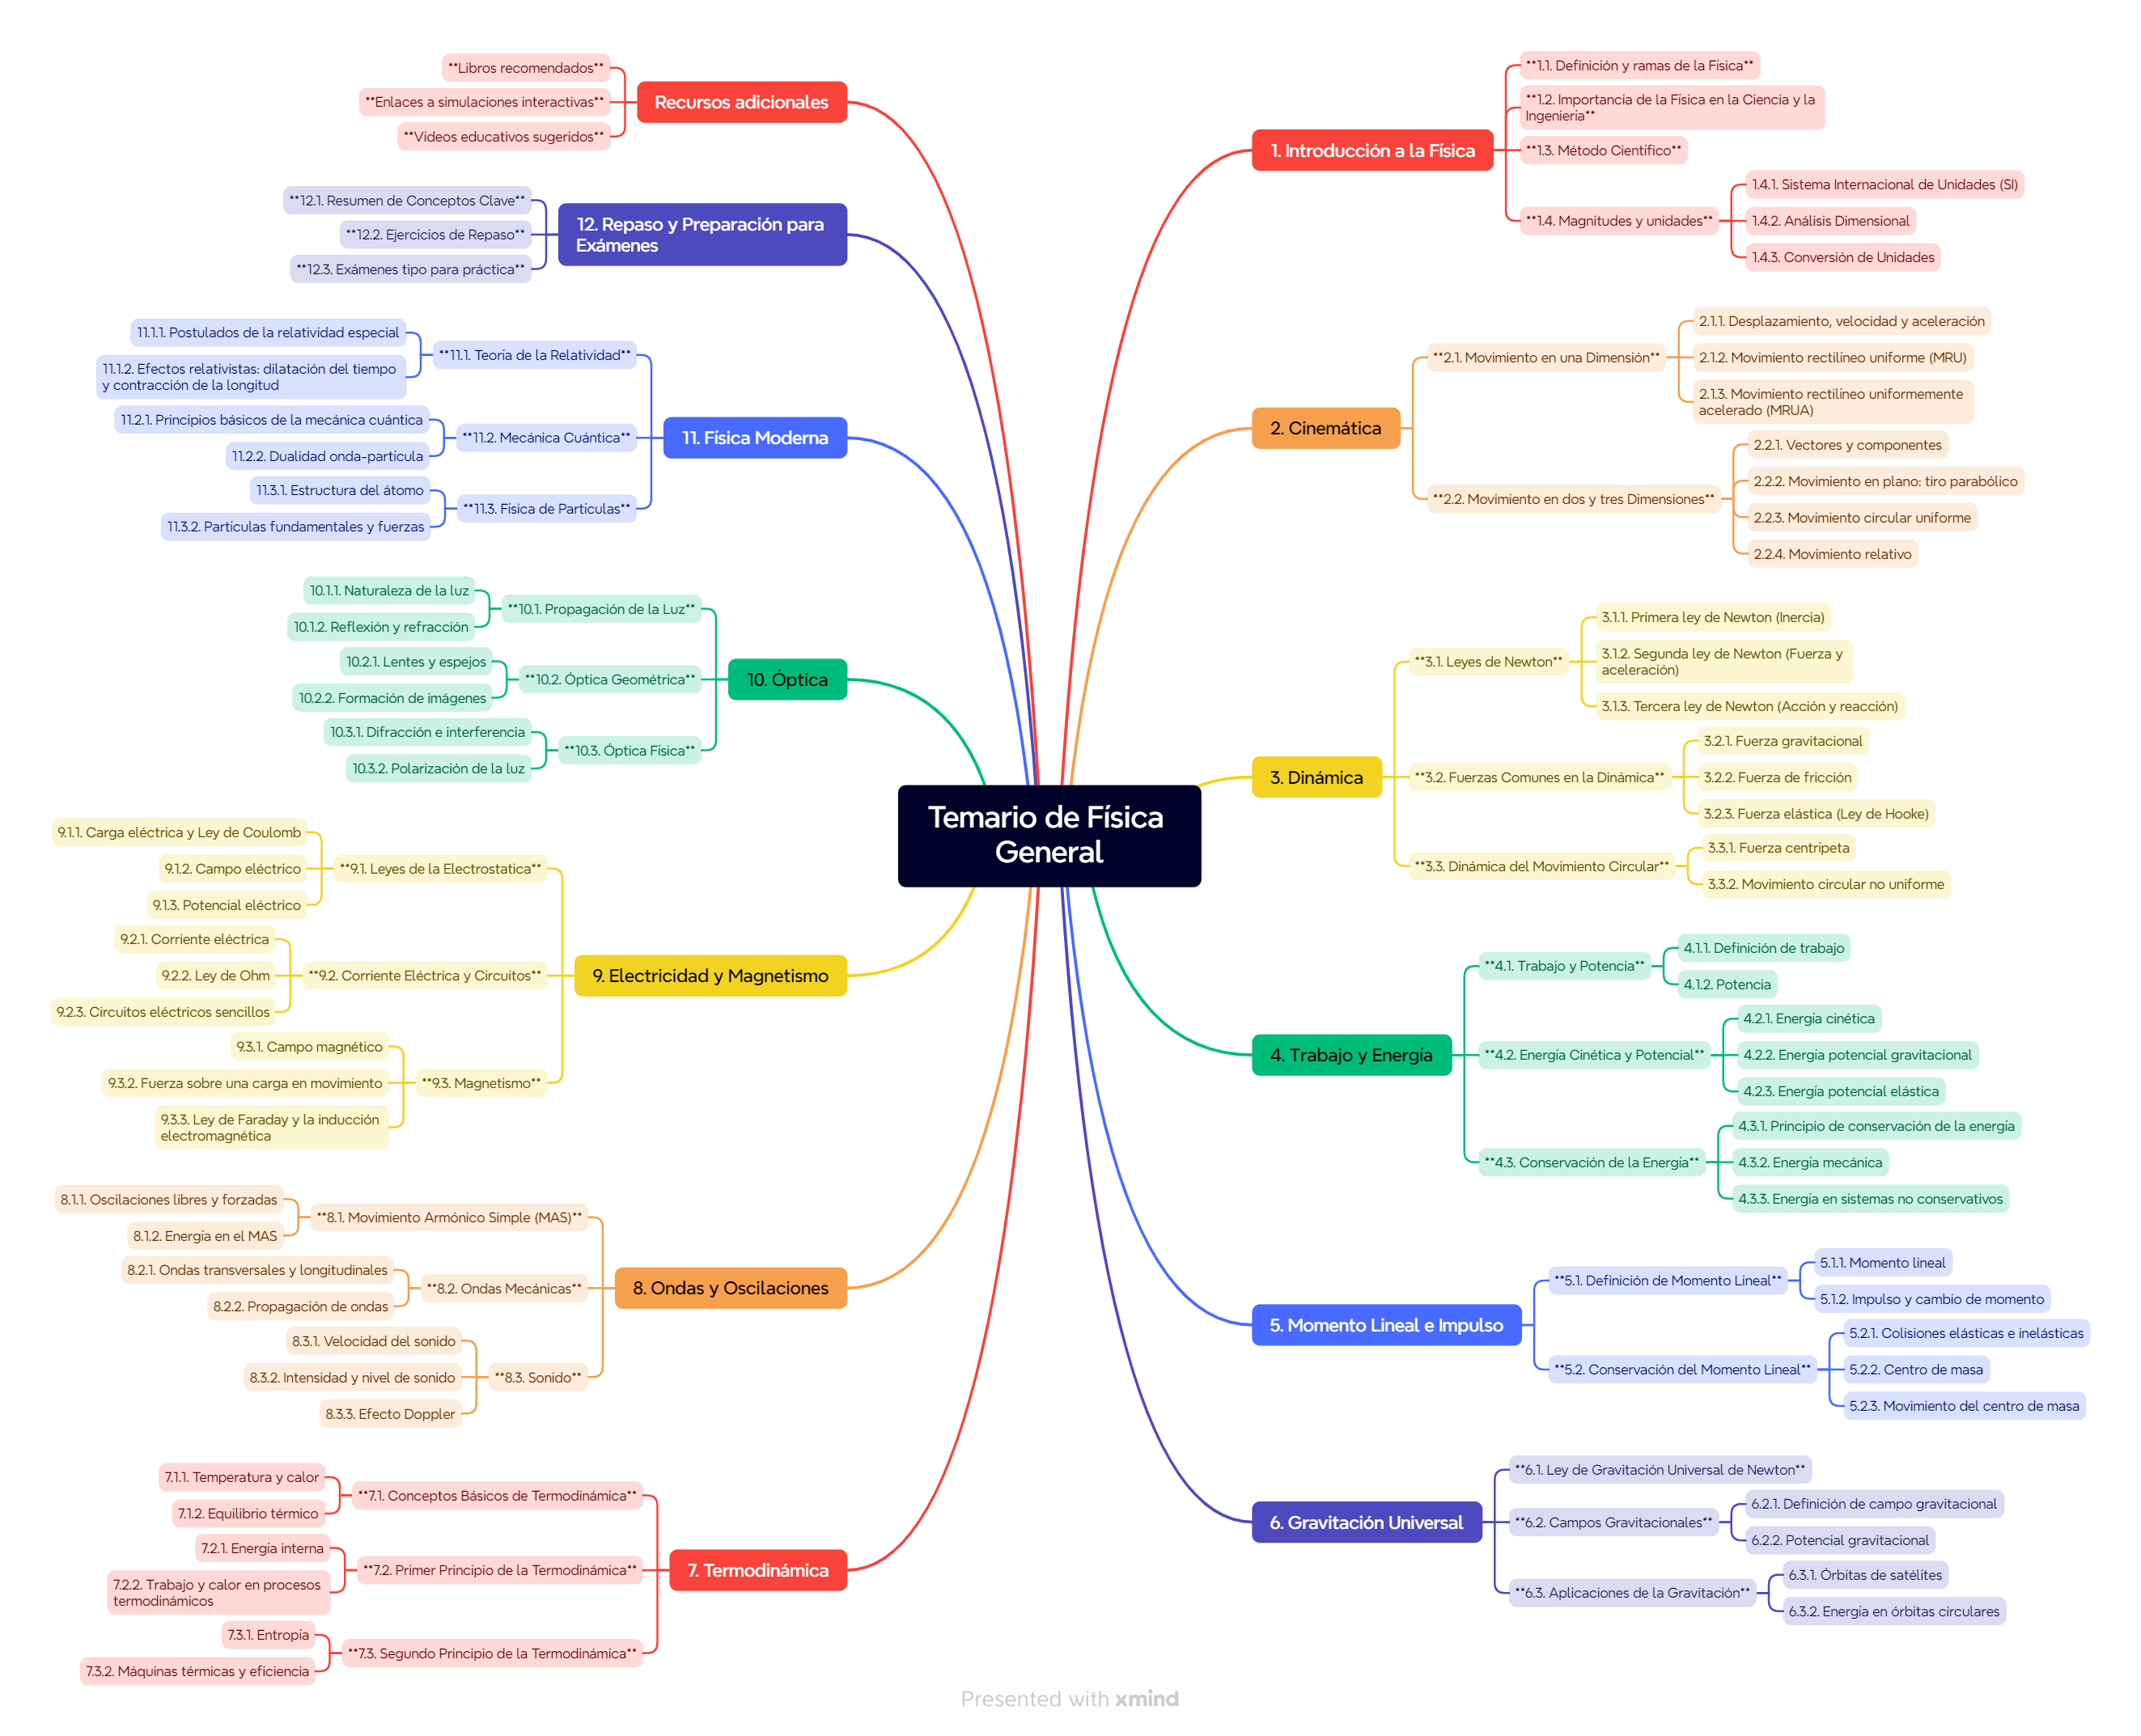 Temario de Física
General
1. Introducción a la Física
**1.1. Definición y ramas de la Física**
**1.2. Importancia de la Física en la Ciencia y la
Ingeniería**
**1.3. Método Científico**
**1.4. Magnitudes y unidades**
1.4.1. Sistema Internacional de Unidades (SI)
1.4.2. Análisis Dimensional
1.4.3. Conversión de Unidades
2. Cinemática
**2.1. Movimiento en una Dimensión**
2.1.1. Desplazamiento, velocidad y aceleración
2.1.2. Movimiento rectilíneo uniforme (MRU)
2.1.3. Movimiento rectilíneo uniformemente
acelerado (MRUA)
**2.2. Movimiento en dos y tres Dimensiones**
2.2.1. Vectores y componentes
2.2.2. Movimiento en plano: tiro parabólico
2.2.3. Movimiento circular uniforme
2.2.4. Movimiento relativo
3. Dinámica
**3.1. Leyes de Newton**
3.1.1. Primera ley de Newton (Inercia)
3.1.2. Segunda ley de Newton (Fuerza y
aceleración)
3.1.3. Tercera ley de Newton (Acción y reacción)
**3.2. Fuerzas Comunes en la Dinámica**
3.2.1. Fuerza gravitacional
3.2.2. Fuerza de fricción
3.2.3. Fuerza elástica (Ley de Hooke)
**3.3. Dinámica del Movimiento Circular**
3.3.1. Fuerza centrípeta
3.3.2. Movimiento circular no uniforme
4. Trabajo y Energía
**4.1. Trabajo y Potencia**
4.1.1. Definición de trabajo
4.1.2. Potencia
**4.2. Energía Cinética y Potencial**
4.2.1. Energía cinética
4.2.2. Energía potencial gravitacional
4.2.3. Energía potencial elástica
**4.3. Conservación de la Energía**
4.3.1. Principio de conservación de la energía
4.3.2. Energía mecánica
4.3.3. Energía en sistemas no conservativos
5. Momento Lineal e Impulso
**5.1. Definición de Momento Lineal**
5.1.1. Momento lineal
5.1.2. Impulso y cambio de momento
**5.2. Conservación del Momento Lineal**
5.2.1. Colisiones elásticas e inelásticas
5.2.2. Centro de masa
5.2.3. Movimiento del centro de masa
6. Gravitación Universal
**6.1. Ley de Gravitación Universal de Newton**
**6.2. Campos Gravitacionales**
6.2.1. Definición de campo gravitacional
6.2.2. Potencial gravitacional
**6.3. Aplicaciones de la Gravitación**
6.3.1. Órbitas de satélites
6.3.2. Energía en órbitas circulares
7. Termodinámica
**7.1. Conceptos Básicos de Termodinámica**
7.1.1. Temperatura y calor
7.1.2. Equilibrio térmico
**7.2. Primer Principio de la Termodinámica**
7.2.1. Energía interna
7.2.2. Trabajo y calor en procesos
termodinámicos
**7.3. Segundo Principio de la Termodinámica**
7.3.1. Entropía
7.3.2. Máquinas térmicas y eficiencia
8. Ondas y Oscilaciones
**8.1. Movimiento Armónico Simple (MAS)**
8.1.1. Oscilaciones libres y forzadas
8.1.2. Energía en el MAS
**8.2. Ondas Mecánicas**
8.2.1. Ondas transversales y longitudinales
8.2.2. Propagación de ondas
**8.3. Sonido**
8.3.1. Velocidad del sonido
8.3.2. Intensidad y nivel de sonido
8.3.3. Efecto Doppler
9. Electricidad y Magnetismo
**9.1. Leyes de la Electrostatica**
9.1.1. Carga eléctrica y Ley de Coulomb
9.1.2. Campo eléctrico
9.1.3. Potencial eléctrico
**9.2. Corriente Eléctrica y Circuitos**
9.2.1. Corriente eléctrica
9.2.2. Ley de Ohm
9.2.3. Circuitos eléctricos sencillos
**9.3. Magnetismo**
9.3.1. Campo magnético
9.3.2. Fuerza sobre una carga en movimiento
9.3.3. Ley de Faraday y la inducción
electromagnética
10. Óptica
**10.1. Propagación de la Luz**
10.1.1. Naturaleza de la luz
10.1.2. Reflexión y refracción
**10.2. Óptica Geométrica**
10.2.1. Lentes y espejos
10.2.2. Formación de imágenes
**10.3. Óptica Física**
10.3.1. Difracción e interferencia
10.3.2. Polarización de la luz
11. Física Moderna
**11.1. Teoría de la Relatividad**
11.1.1. Postulados de la relatividad especial
11.1.2. Efectos relativistas: dilatación del tiempo
y contracción de la longitud
**11.2. Mecánica Cuántica**
11.2.1. Principios básicos de la mecánica cuántica
11.2.2. Dualidad onda-partícula
**11.3. Física de Partículas**
11.3.1. Estructura del átomo
11.3.2. Partículas fundamentales y fuerzas
12. Repaso y Preparación para
Exámenes
**12.1. Resumen de Conceptos Clave**
**12.2. Ejercicios de Repaso**
**12.3. Exámenes tipo para práctica**
Recursos adicionales
**Libros recomendados**
**Enlaces a simulaciones interactivas**
**Videos educativos sugeridos**
Presented with xmind